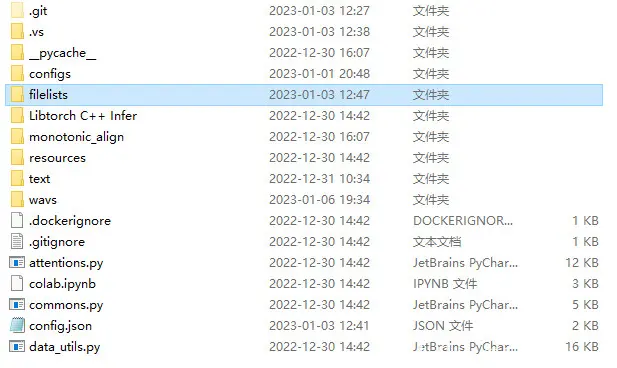 .git 2023-01-03 12:27 文件夹
.vs 2023-01-03 12:38 文件夹
__pycache__ 2022-12-30 16:07 文件夹
configs 2023-01-01 20:48 文件夹
filelists 2023-01-03 12:47 文件夹
Libtorch C++ Infer 2022-12-30 14:42 文件夹
monotonic_align 2022-12-30 16:07 文件夹
resources 2022-12-30 14:42 文件夹
text 2022-12-31 10:34 文件夹
wavs 2023-01-06 19:34 文件夹
.dockerignore 2022-12-30 14:42 DOCKERIGNOR... 1 KB
.gitignore 2022-12-30 14:42 文本文档 1 KB
attentions.py 2022-12-30 14:42 JetBrains PyChar... 12 KB
colab.ipynb 2022-12-30 14:42 IPYNB 文件 3 KB
commons.py 2022-12-30 14:42 JetBrains PyChar... 5 KB
config.json 2023-01-03 12:41 JSON 文件 2 KB
data_utils.py 2022-12-30 14:42 JetBrains PyChar... 16 KB